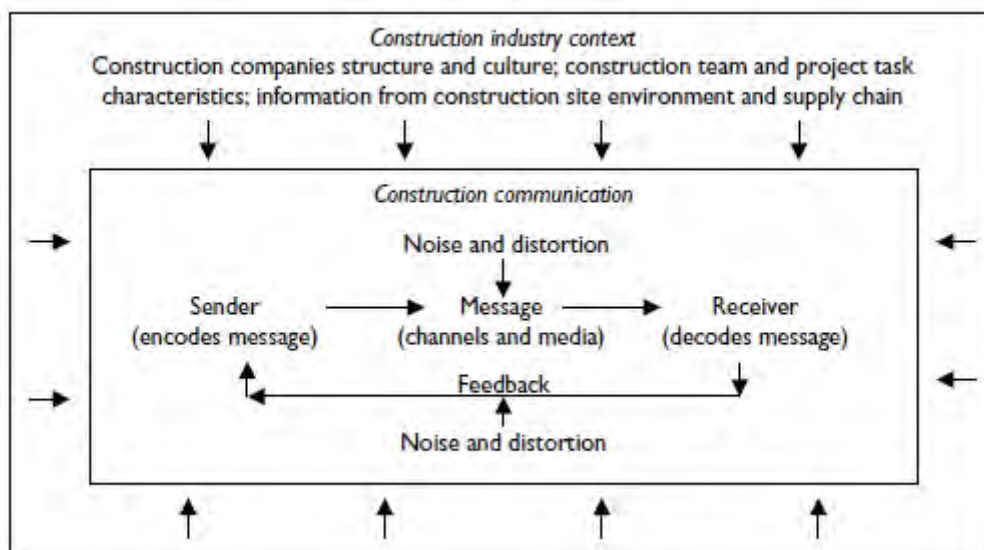 Construction industry context
Construction companies structure and culture; construction team and project task
characteristics; information from construction site environment and supply chain
Construction communication
Noise and distortion
Sender
(encodes message)
Message
(channels and media)
Receiver
(decodes message)
Feedback
Noise and distortion